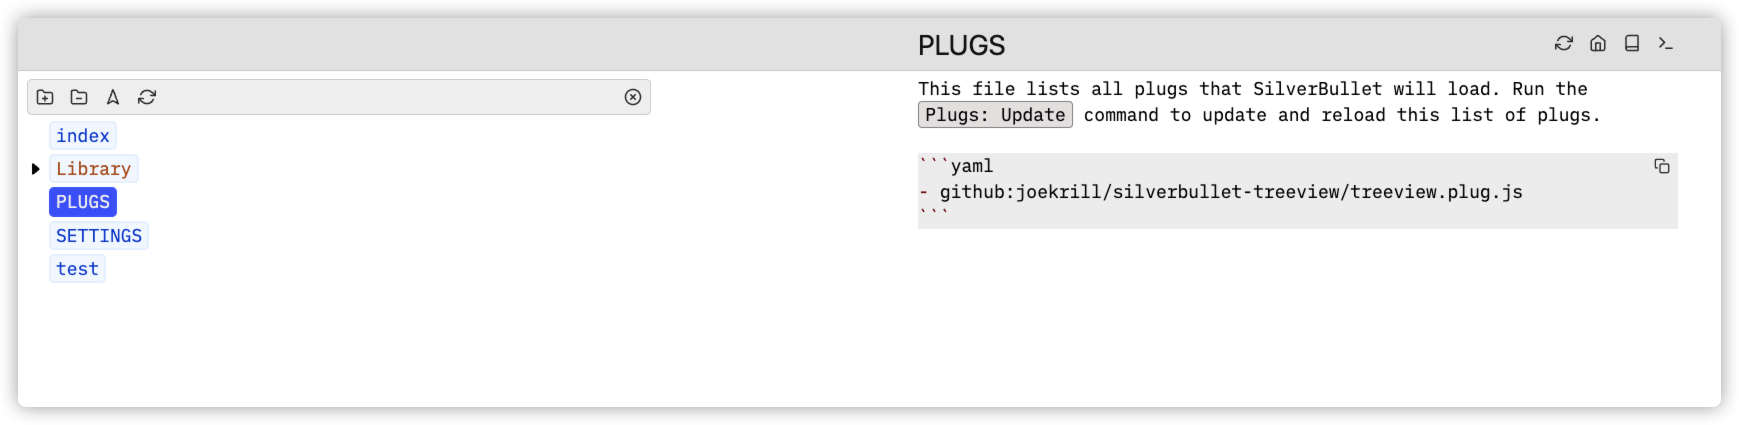 PLUGS
index
Library
PLUGS
SETTINGS
test
This file lists all plugs that SilverBullet will load. Run the
Plugs: Update command to update and reload this list of plugs.
```yaml
- github:joekrill/silverbullet-treeview/treeview.plug.js
```